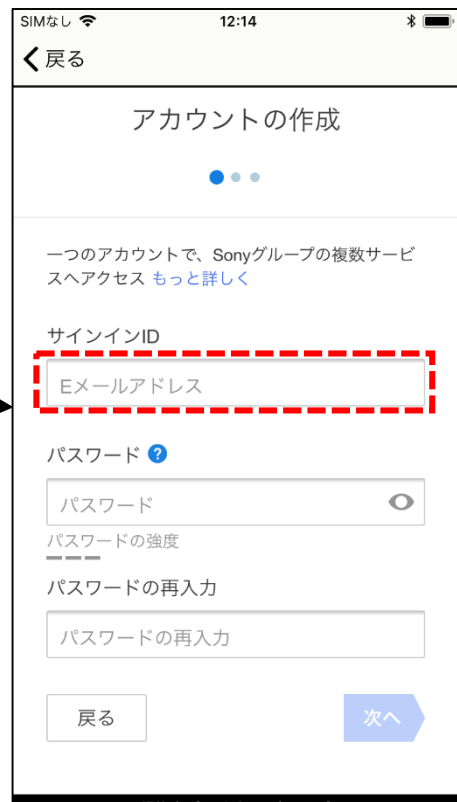 SIMなし 12:14
戻る
アカウントの作成
一つのアカウントで、Sonyグループの複数サービ
スへアクセス もっと詳しく
サインインID
Eメールアドレス
パスワード ?
パスワード
パスワードの強度
パスワードの再入力
パスワードの再入力
戻る 次へ